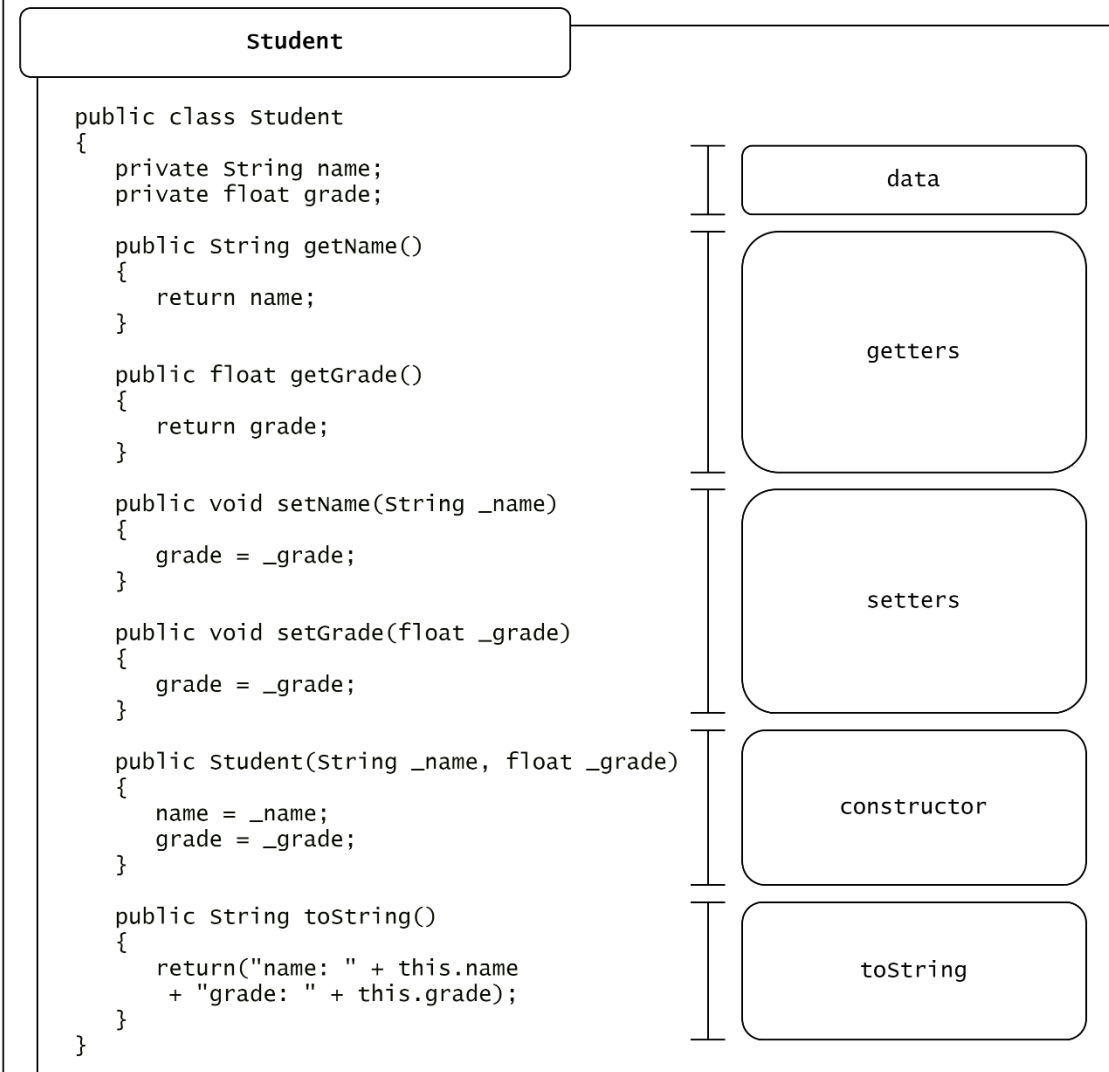 Student
public class Student
{
private String name;
private float grade;
data
public String getName()
{
return name;
}
public float getGrade()
{
return grade;
}
getters
public void setName(String _name)
{
grade = _grade;
}
public void setGrade(float _grade)
{
grade = _grade;
}
setters
public Student(String _name, float _grade)
{
name = _name;
grade = _grade;
}
constructor
public String toString()
{
return("name: " + this.name
+ "grade: " + this.grade);
}
toString
}